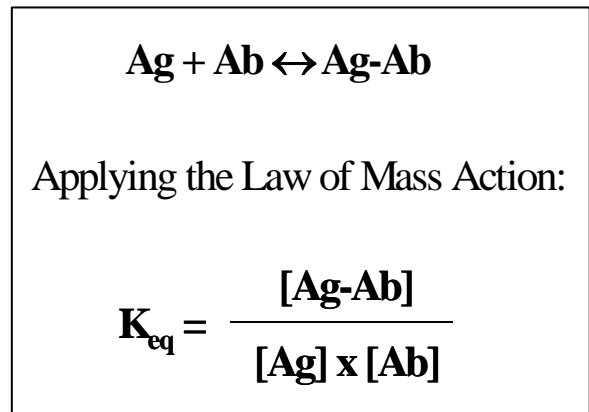 Ag + Ab ↔ Ag-Ab
Applying the Law of Mass Action:
[Ag-Ab]
Keq =
[Ag] x [Ab]